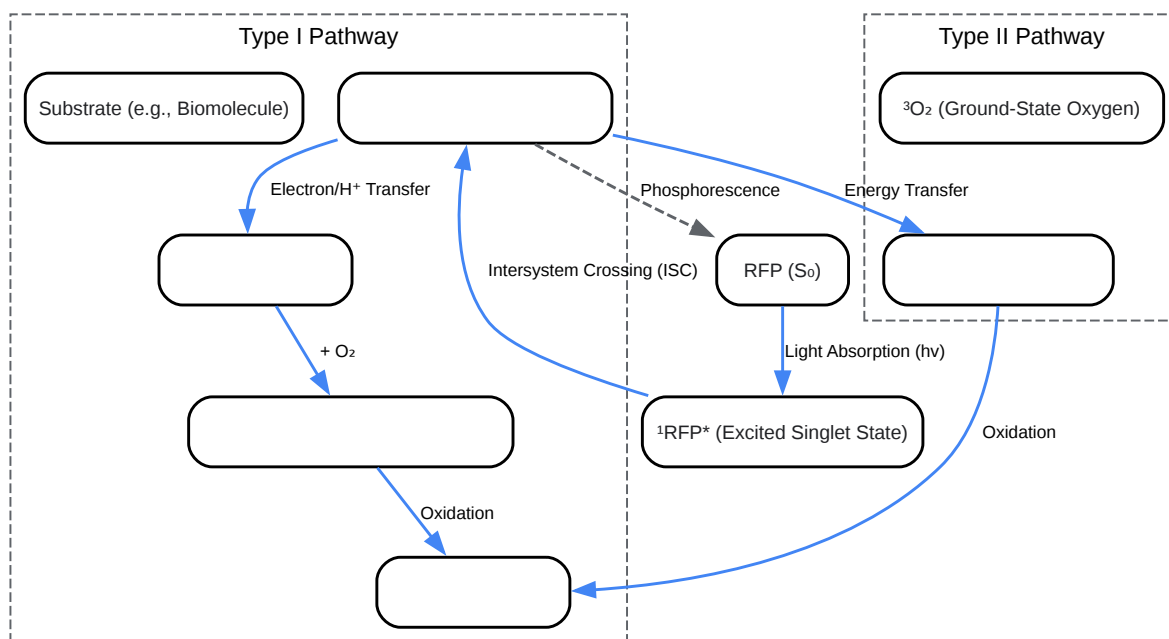 Type I Pathway
Type II Pathway
Substrate (e.g., Biomolecule)
³O₂ (Ground-State Oxygen)
Electron/H⁺ Transfer
Phosphorescence
Energy Transfer
Intersystem Crossing (ISC)
RFP (S₀)
+ O₂
Light Absorption (hv)
¹RFP* (Excited Singlet State)
Oxidation
Oxidation